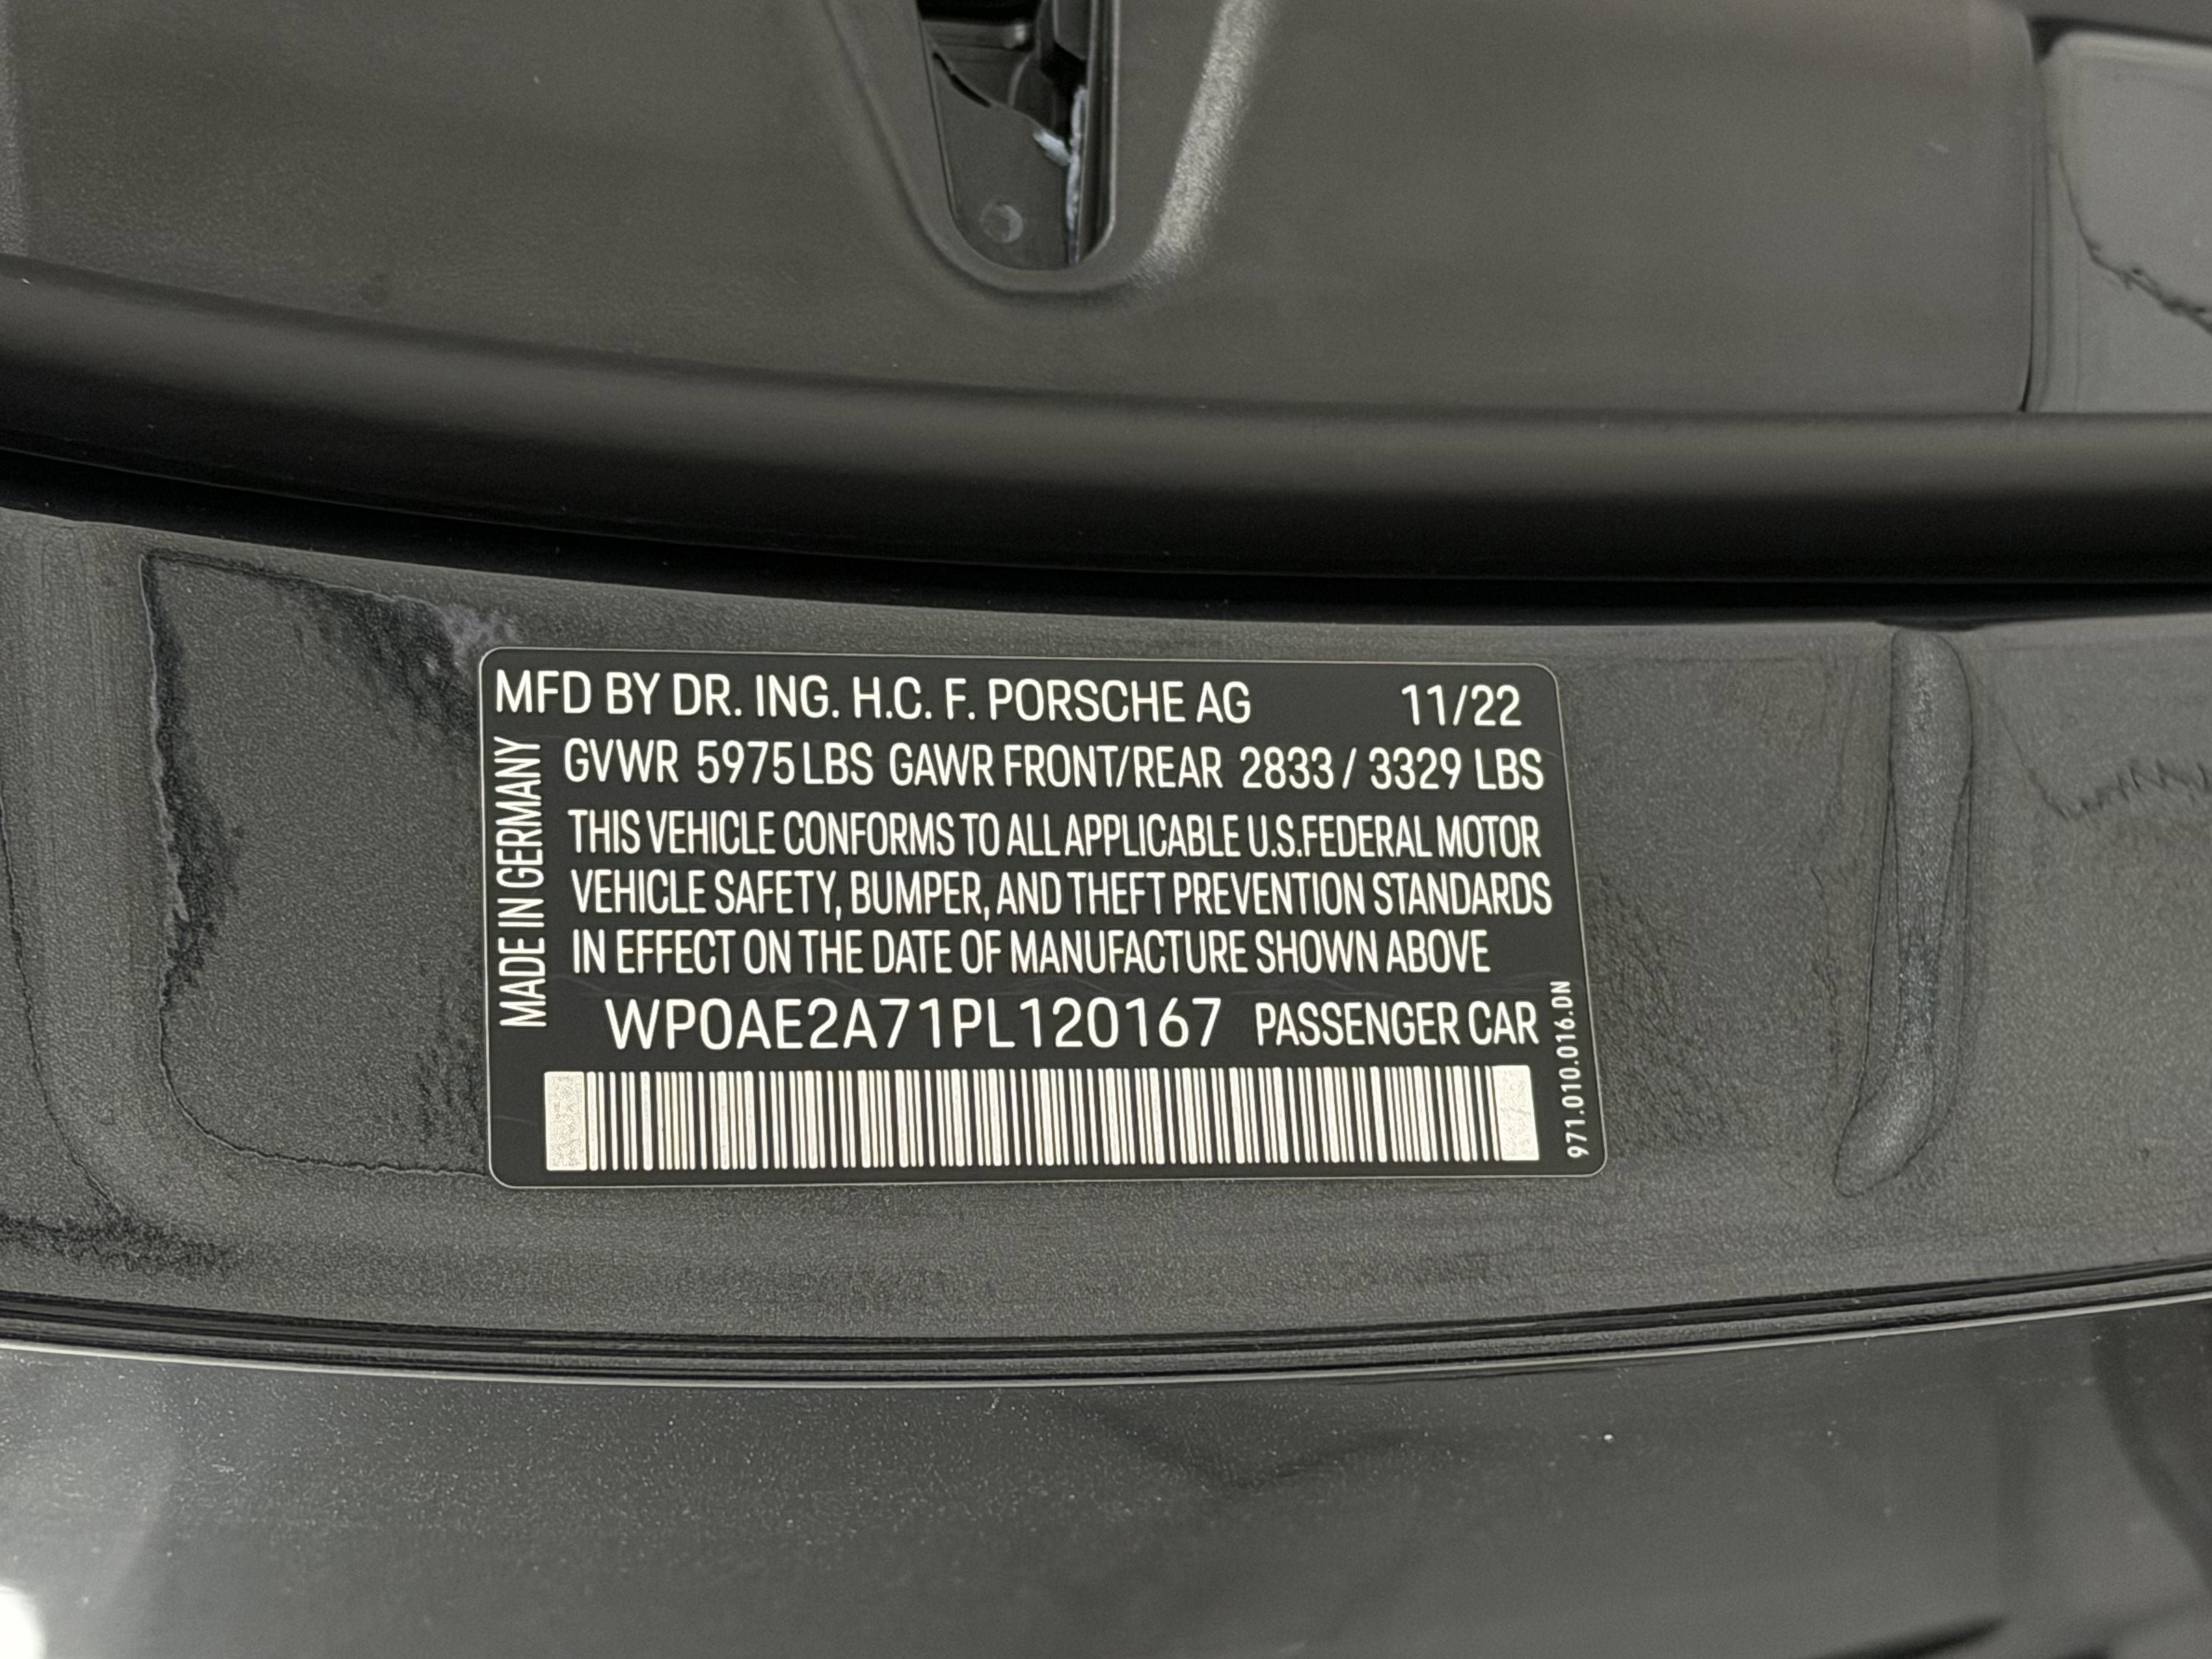 MFD BY DR. ING. H.C. F. PORSCHE AG 11/22
MADE IN GERMANY
GVWR 5975 LBS GAWR FRONT/REAR 2833 / 3329 LBS
THIS VEHICLE CONFORMS TO ALL APPLICABLE U.S.FEDERAL MOTOR
VEHICLE SAFETY, BUMPER, AND THEFT PREVENTION STANDARDS
IN EFFECT ON THE DATE OF MANUFACTURE SHOWN ABOVE
WP0AE2A71PL120167 PASSENGER CAR
971.010.016.DN